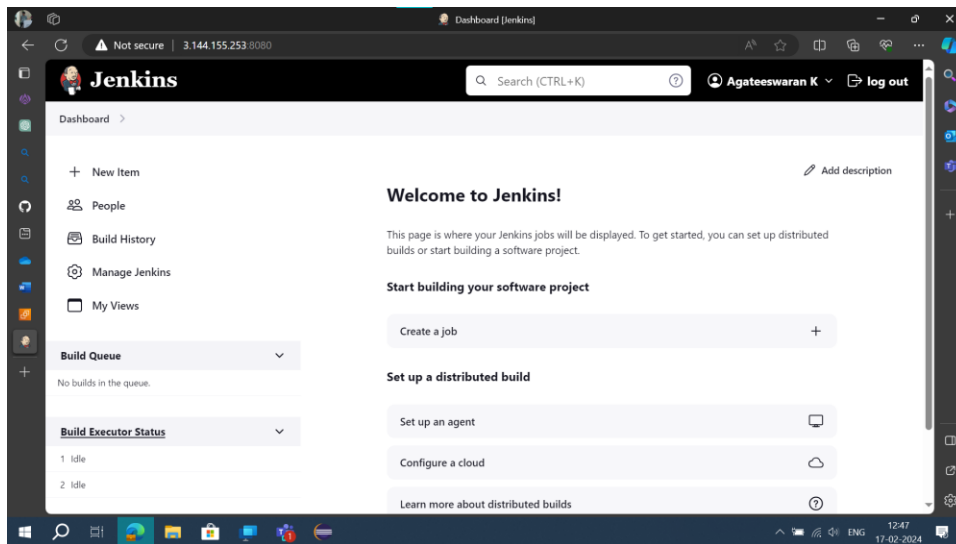 Dashboard [Jenkins]
Not secure | 3.144.155.253:8080
Jenkins
Search (CTRL+K)
Agateeswaran K
log out
Dashboard
New Item
People
Build History
Manage Jenkins
My Views
Build Queue
No builds in the queue.
Build Executor Status
1 Idle
2 Idle
Add description
Welcome to Jenkins!
This page is where your Jenkins jobs will be displayed. To get started, you can set up distributed
builds or start building a software project.
Start building your software project
Create a job
Set up a distributed build
Set up an agent
Configure a cloud
Learn more about distributed builds
ENG
12:47
17-02-2024